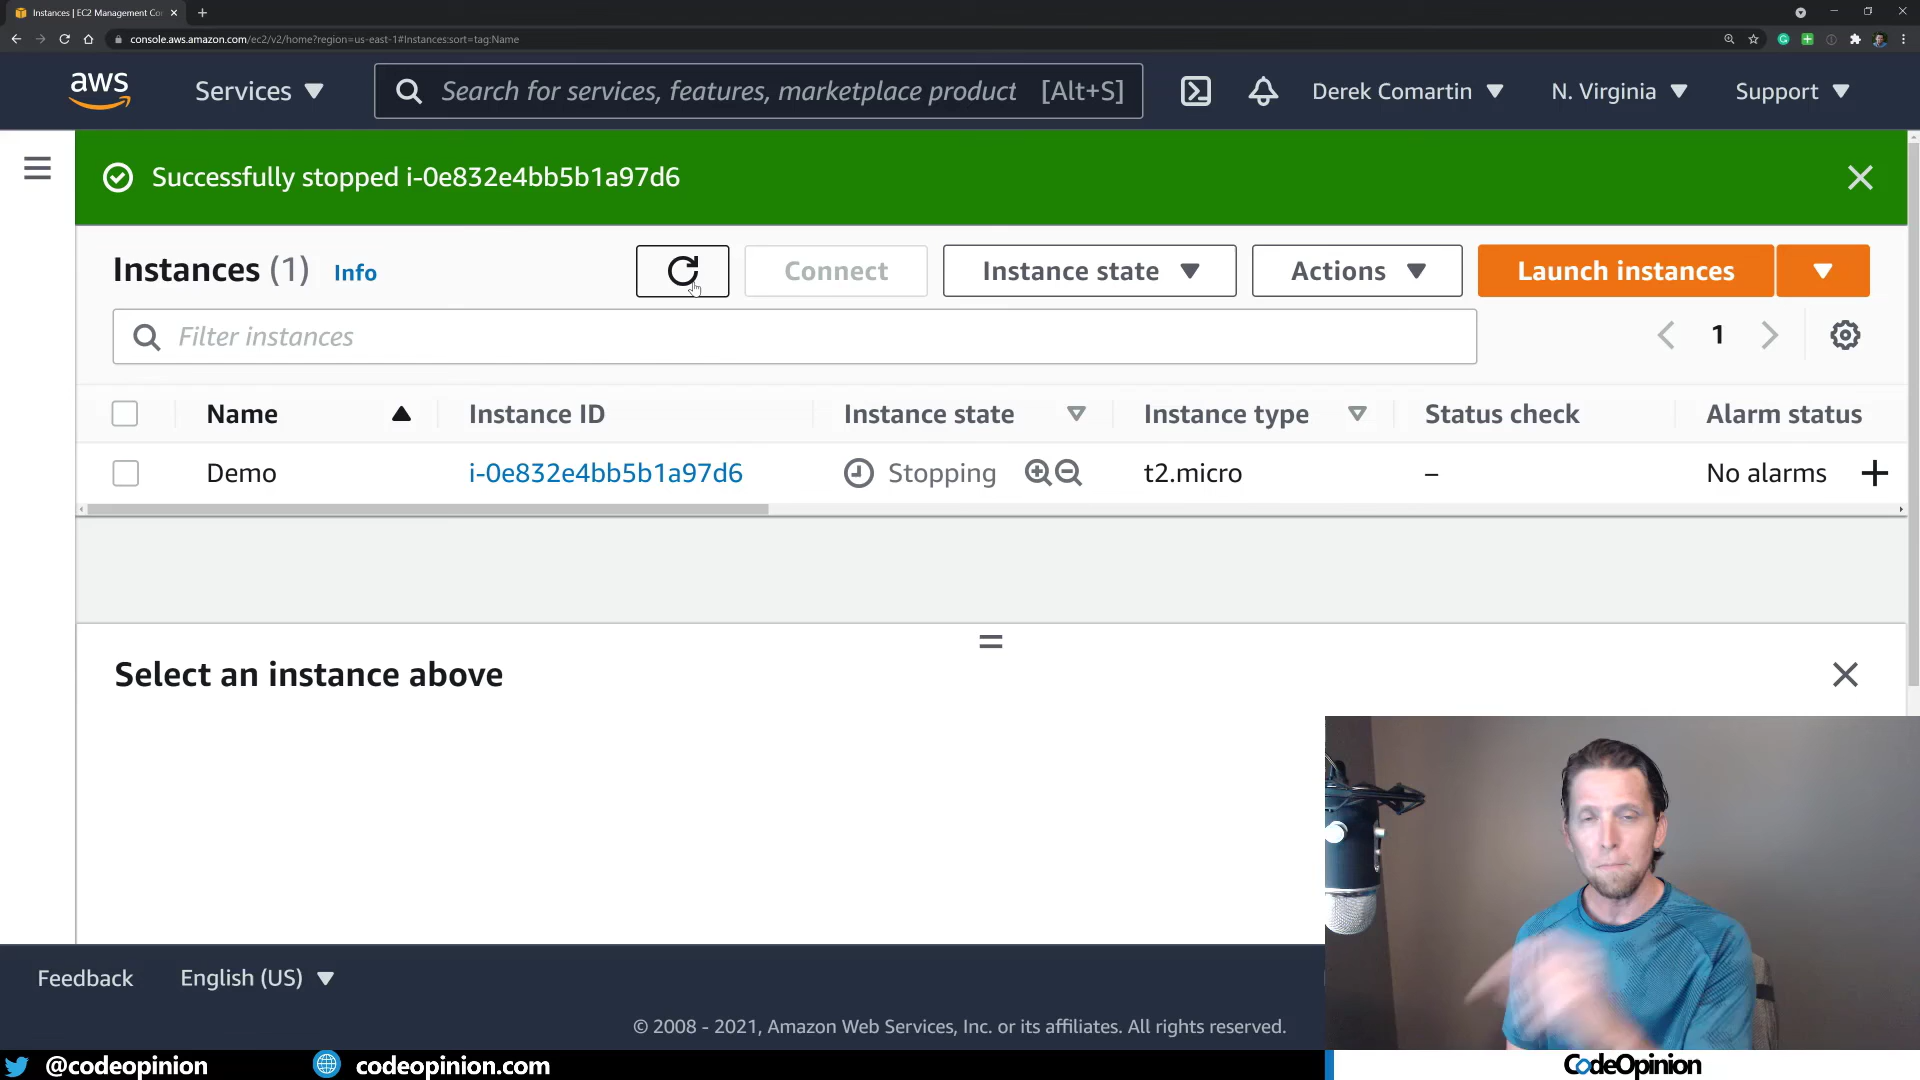 Instances | EC2 Management Co
console.aws.amazon.com/ec2/v2/home?region=us-east-1#Instances:sort=tag:Name
aws
Services
Search for services, features, marketplace product [Alt+S]
Derek Comartin
N. Virginia
Support
Successfully stopped i-0e832e4bb5b1a97d6
Instances (1) Info
Connect
Instance state
Actions
Launch instances
Filter instances
1
Name Instance ID Instance state Instance type Status check Alarm status
Demo i-0e832e4bb5b1a97d6 Stopping t2.micro – No alarms
Select an instance above
Feedback
English (US)
© 2008 - 2021, Amazon Web Services, Inc. or its affiliates. All rights reserved.
@codeopinion
codeopinion.com
CodeOpinion